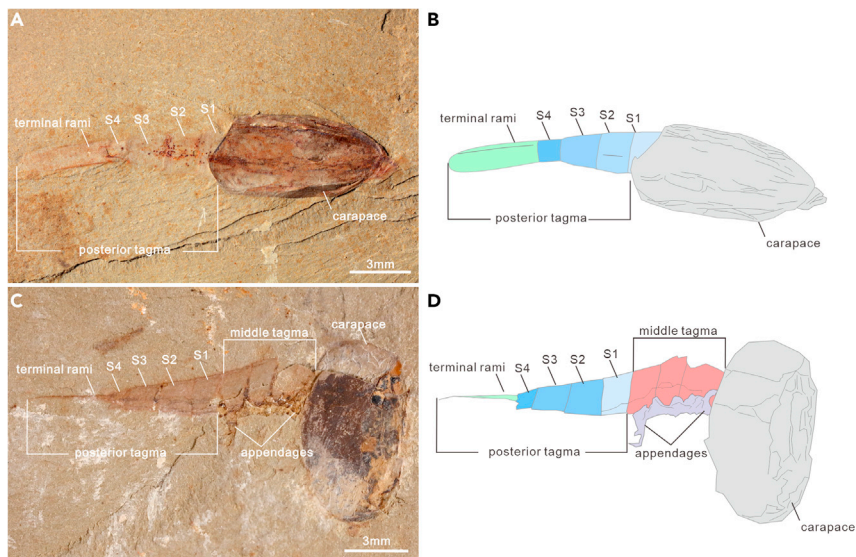 A
S1
S2
S3
S4
terminal rami
carapace
posterior tagma
3mm
B
S1
S2
S3
S4
terminal rami
posterior tagma
carapace
C
carapace
middle tagma
S1
S2
S3
S4
terminal rami
posterior tagma
appendages
3mm
D
middle tagma
S1
S2
S3
S4
terminal rami
posterior tagma
appendages
carapace